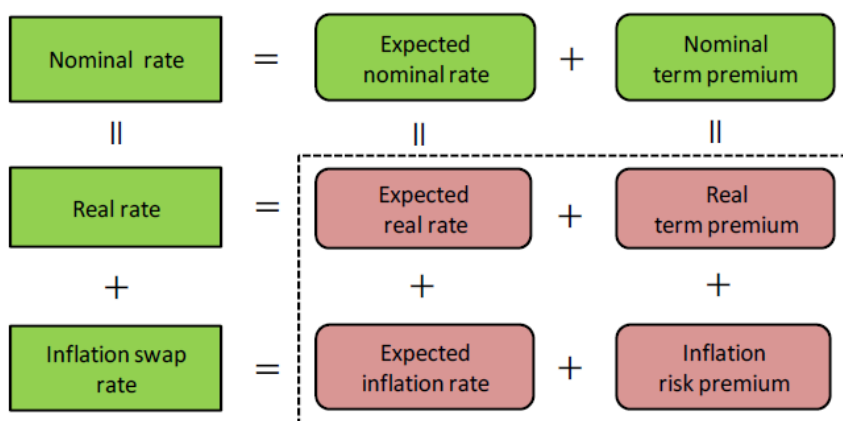 Nominal rate = Expected nominal rate + Nominal term premium
= = =
Real rate = Expected real rate + Real term premium
+ + +
Inflation swap rate = Expected inflation rate + Inflation risk premium